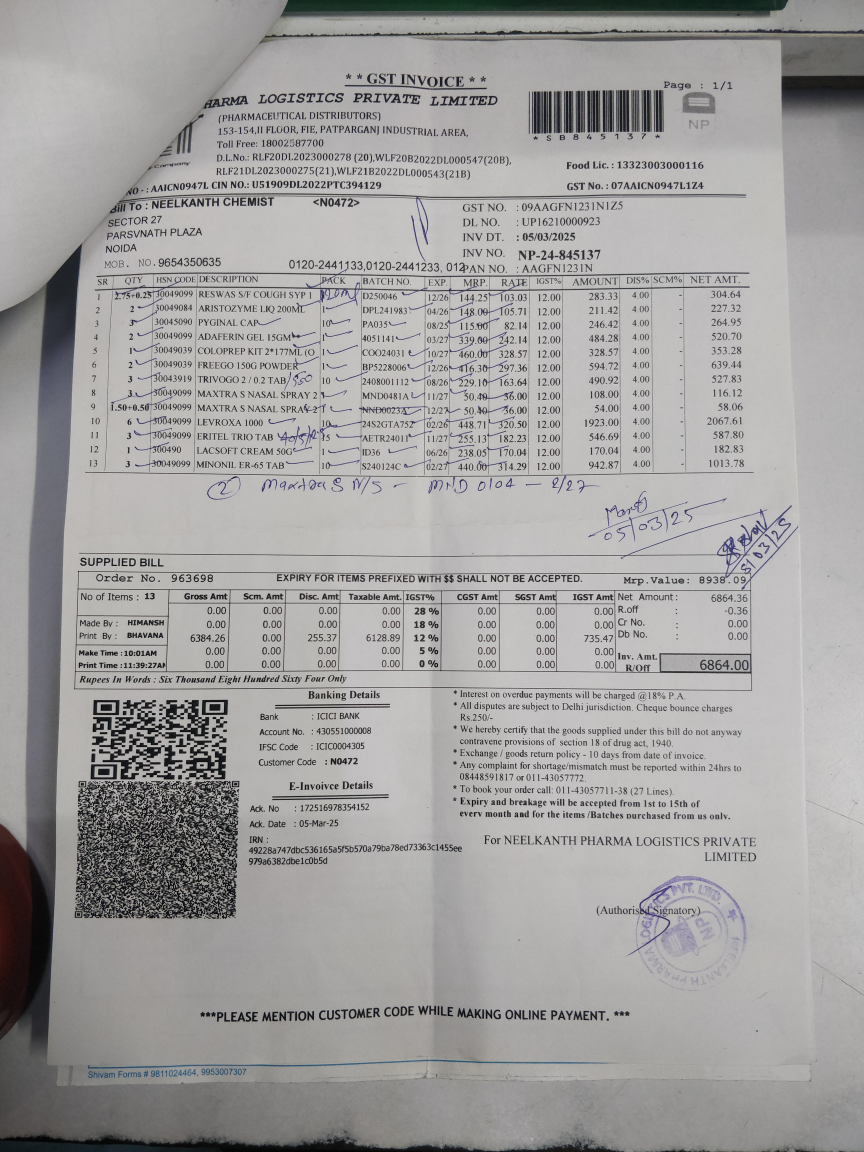 * * GST INVOICE * *
Page : 1/1
HARMA LOGISTICS PRIVATE LIMITED
(PHARMACEUTICAL DISTRIBUTORS)
153-154,II FLOOR, FIE, PATPARGANJ INDUSTRIAL AREA,
Toll Free: 18002587700
D.L.No.: RLF20DL2023000278 (20),WLF20B2022DL000547(20B),
RLF21DL2023000275(21),WLF21B2022DL000543(21B)
NO - : AAICN0947L CIN NO.: U51909DL2022PTC394129
* S B 8 4 5 1 3 7 *
NP
Food Lic. : 13323003000116
GST No. : 07AAICN0947L1Z4
Bill To : NEELKANTH CHEMIST <N0472>
SECTOR 27
PARSVNATH PLAZA
NOIDA
MOB. NO. 9654350635 0120-2441133,0120-2441233, 012
GST NO. : 09AAGFN1231N1Z5
DL NO. : UP16210000923
INV DT. : 05/03/2025
INV NO. NP-24-845137
PAN NO. : AAGFN1231N
SR QTY HSN CODE DESCRIPTION PACK BATCH NO. EXP. MRP. RATE IGST% AMOUNT DIS% SCM% NET AMT.
1 2.75+0.25 30049099 RESWAS S/F COUGH SYP 1 120ml D250046 12/26 144.25 103.03 12.00 283.33 4.00 - 304.64
2 2 30049084 ARISTOZYME LIQ 200ML 1 DPL241983 04/26 148.00 105.71 12.00 211.42 4.00 - 227.32
3 3 30045090 PYGINAL CAP 10 PA035 08/25 115.00 82.14 12.00 246.42 4.00 - 264.95
4 2 30049099 ADAFERIN GEL 15GM 1 4051141 03/27 339.00 242.14 12.00 484.28 4.00 - 520.70
5 1 30049039 COLOPREP KIT 2*177ML (O 1 COO24031 10/27 460.00 328.57 12.00 328.57 4.00 - 353.28
6 2 30049039 FREEGO 150G POWDER 1 BP5228006 12/26 416.30 297.36 12.00 594.72 4.00 - 639.44
7 3 30043919 TRIVOGO 2 / 0.2 TAB 10 2408001112 08/26 229.10 163.64 12.00 490.92 4.00 - 527.83
8 3 30049099 MAXTRA S NASAL SPRAY 2 1 MND0481A 11/27 50.40 36.00 12.00 108.00 4.00 - 116.12
9 1.50+0.50 30049099 MAXTRA S NASAL SPRAY 2 1 NND0023A 12/27 50.40 36.00 12.00 54.00 4.00 - 58.06
10 6 30049099 LEVROXA 1000 10 24S2GTA752 02/26 448.71 320.50 12.00 1923.00 4.00 - 2067.61
11 3 30049099 ERITEL TRIO TAB 15 AETR24011 11/27 255.13 182.23 12.00 546.69 4.00 - 587.80
12 1 300490 LACSOFT CREAM 50G 1 ID36 06/26 238.05 170.04 12.00 170.04 4.00 - 182.83
13 3 30049099 MINONIL ER-65 TAB 10 S240124C 02/27 440.00 314.29 12.00 942.87 4.00 - 1013.78
② Maxtra S N/S - MND 0104 - 2/27
05/03/25
5/03/25
SUPPLIED BILL
Order No. 963698 EXPIRY FOR ITEMS PREFIXED WITH $$ SHALL NOT BE ACCEPTED. Mrp.Value: 8938.09
No of Items : 13 Gross Amt Scm. Amt Disc. Amt Taxable Amt. IGST% CGST Amt SGST Amt IGST Amt Net Amount: 6864.36
0.00 0.00 0.00 0.00 28 % 0.00 0.00 0.00 R.off : -0.36
Made By : HIMANSH 0.00 0.00 0.00 0.00 18 % 0.00 0.00 0.00 Cr No. : 0.00
Print By : BHAVANA 6384.26 0.00 255.37 6128.89 12 % 0.00 0.00 735.47 Db No. : 0.00
Make Time :10:01AM 0.00 0.00 0.00 0.00 5 % 0.00 0.00 0.00
Print Time :11:39:27AM 0.00 0.00 0.00 0.00 0 % 0.00 0.00 0.00 Inv. Amt. R/Off : 6864.00
Rupees In Words : Six Thousand Eight Hundred Sixty Four Only
Banking Details
Bank : ICICI BANK
Account No. : 430551000008
IFSC Code : ICIC0004305
Customer Code : N0472
E-Invoivce Details
Ack. No : 172516978354152
Ack. Date : 05-Mar-25
IRN :
49228a747dbc536165a5f5b570a79ba78ed73363c1455ee
979a6382dbe1c0b5d
* Interest on overdue payments will be charged @18% P.A.
* All disputes are subject to Delhi jurisdiction. Cheque bounce charges
Rs.250/-
* We hereby certify that the goods supplied under this bill do not anyway
contravene provisions of section 18 of drug act, 1940.
* Exchange / goods return policy - 10 days from date of invoice.
* Any complaint for shortage/mismatch must be reported within 24hrs to
08448591817 or 011-43057772.
* To book your order call: 011-43057711-38 (27 Lines).
* Expiry and breakage will be accepted from 1st to 15th of
every month and for the items /Batches purchased from us only.
For NEELKANTH PHARMA LOGISTICS PRIVATE
LIMITED
(Authorised Signatory)
NEELKANTH PHARMA LOGISTICS PVT. LTD.
NP
***PLEASE MENTION CUSTOMER CODE WHILE MAKING ONLINE PAYMENT. ***
Shivam Forms # 9811024464, 9953007307